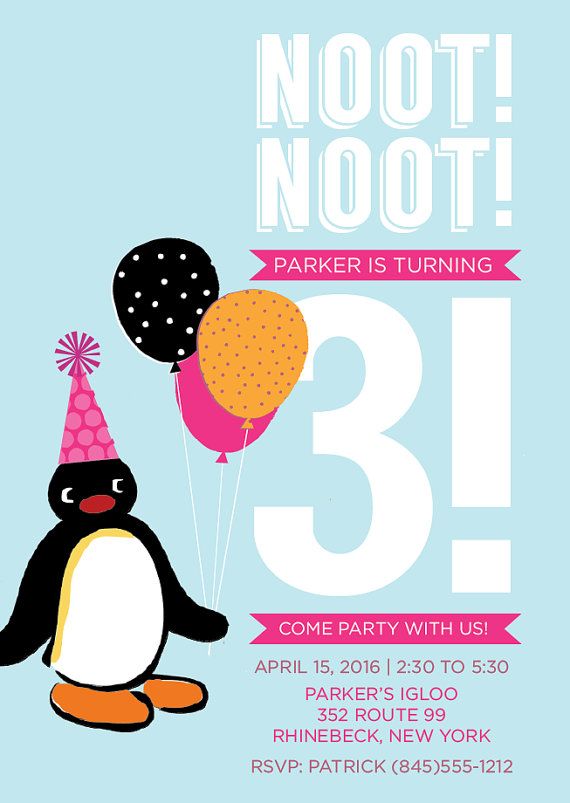 NOOT!
NOOT!
PARKER IS TURNING
3!
COME PARTY WITH US!
APRIL 15, 2016 | 2:30 TO 5:30
PARKER'S IGLOO
352 ROUTE 99
RHINEBECK, NEW YORK
RSVP: PATRICK (845)555-1212